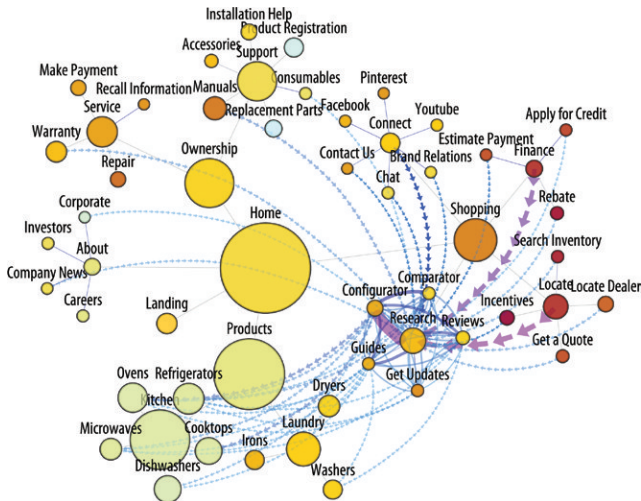 Installation Help
Product Registration
Accessories
Support
Make Payment
Recall Information
Manuals
Consumables
Pinterest
Service
Replacement Parts
Facebook
Youtube
Apply for Credit
Warranty
Connect
Estimate Payment
Finance
Repair
Ownership
Contact Us
Brand Relations
Chat
Rebate
Corporate
Home
Shopping
Investors
About
Search Inventory
Company News
Comparator
Configurator
Locate
Locate Dealer
Careers
Landing
Incentives
Research
Reviews
Products
Guides
Get a Quote
Ovens
Refrigerators
Get Updates
Kitchen
Dryers
Microwaves
Cooktops
Irons
Laundry
Dishwashers
Washers